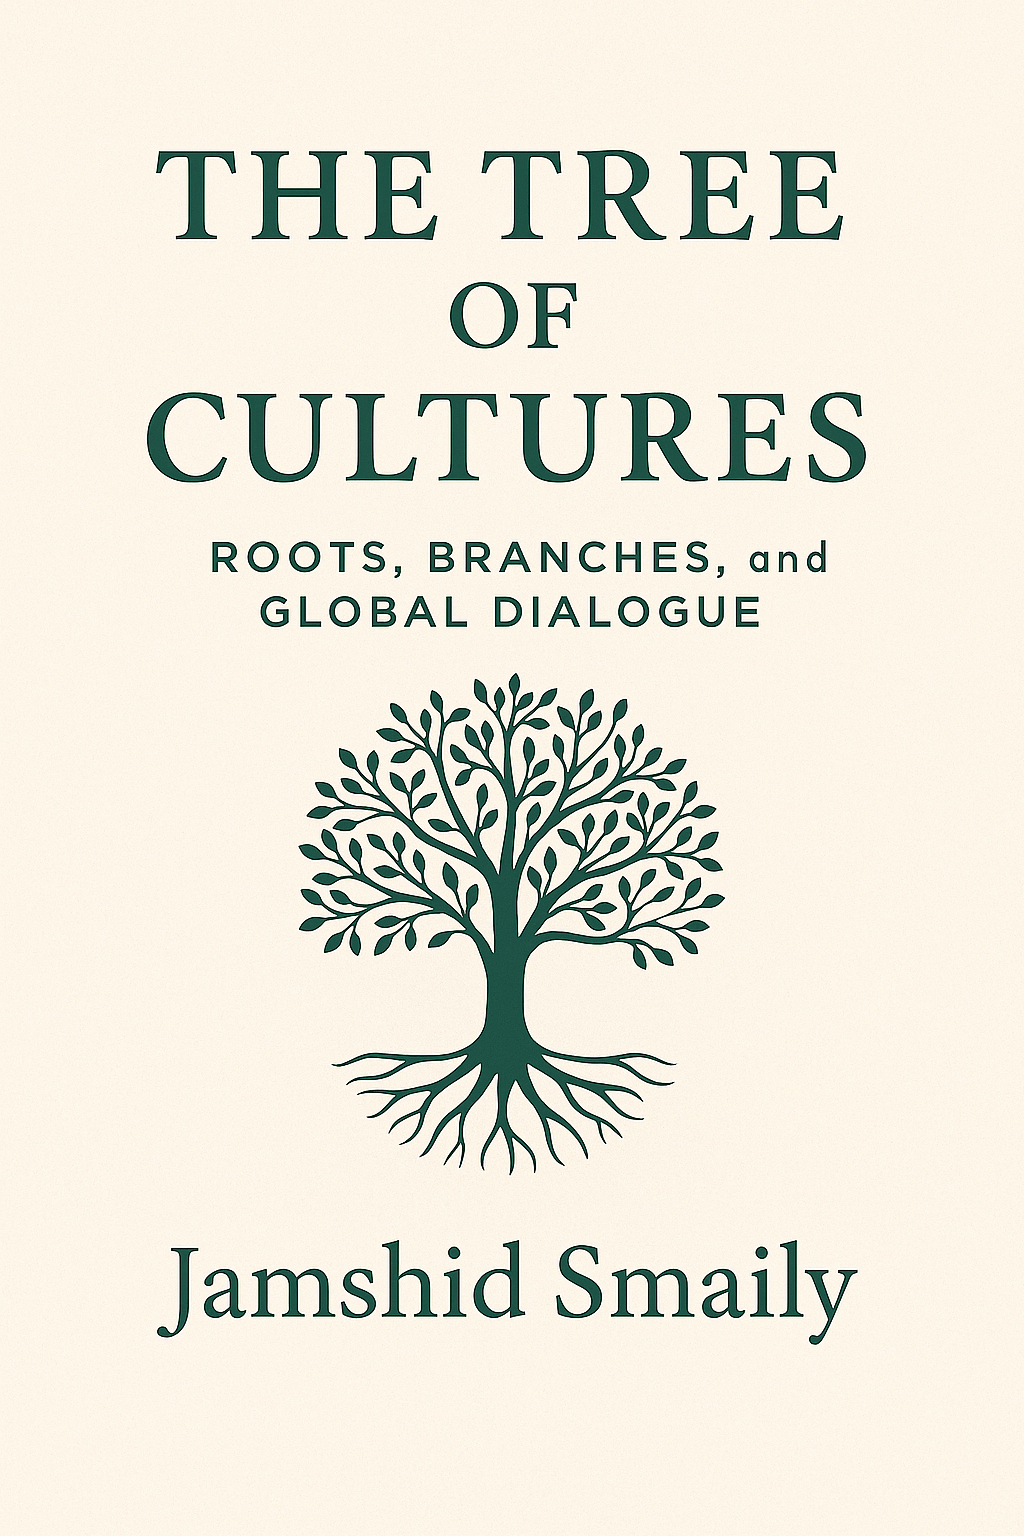 THE TREE
OF
CULTURES
ROOTS, BRANCHES, and
GLOBAL DIALOGUE
Jamshid Smaily